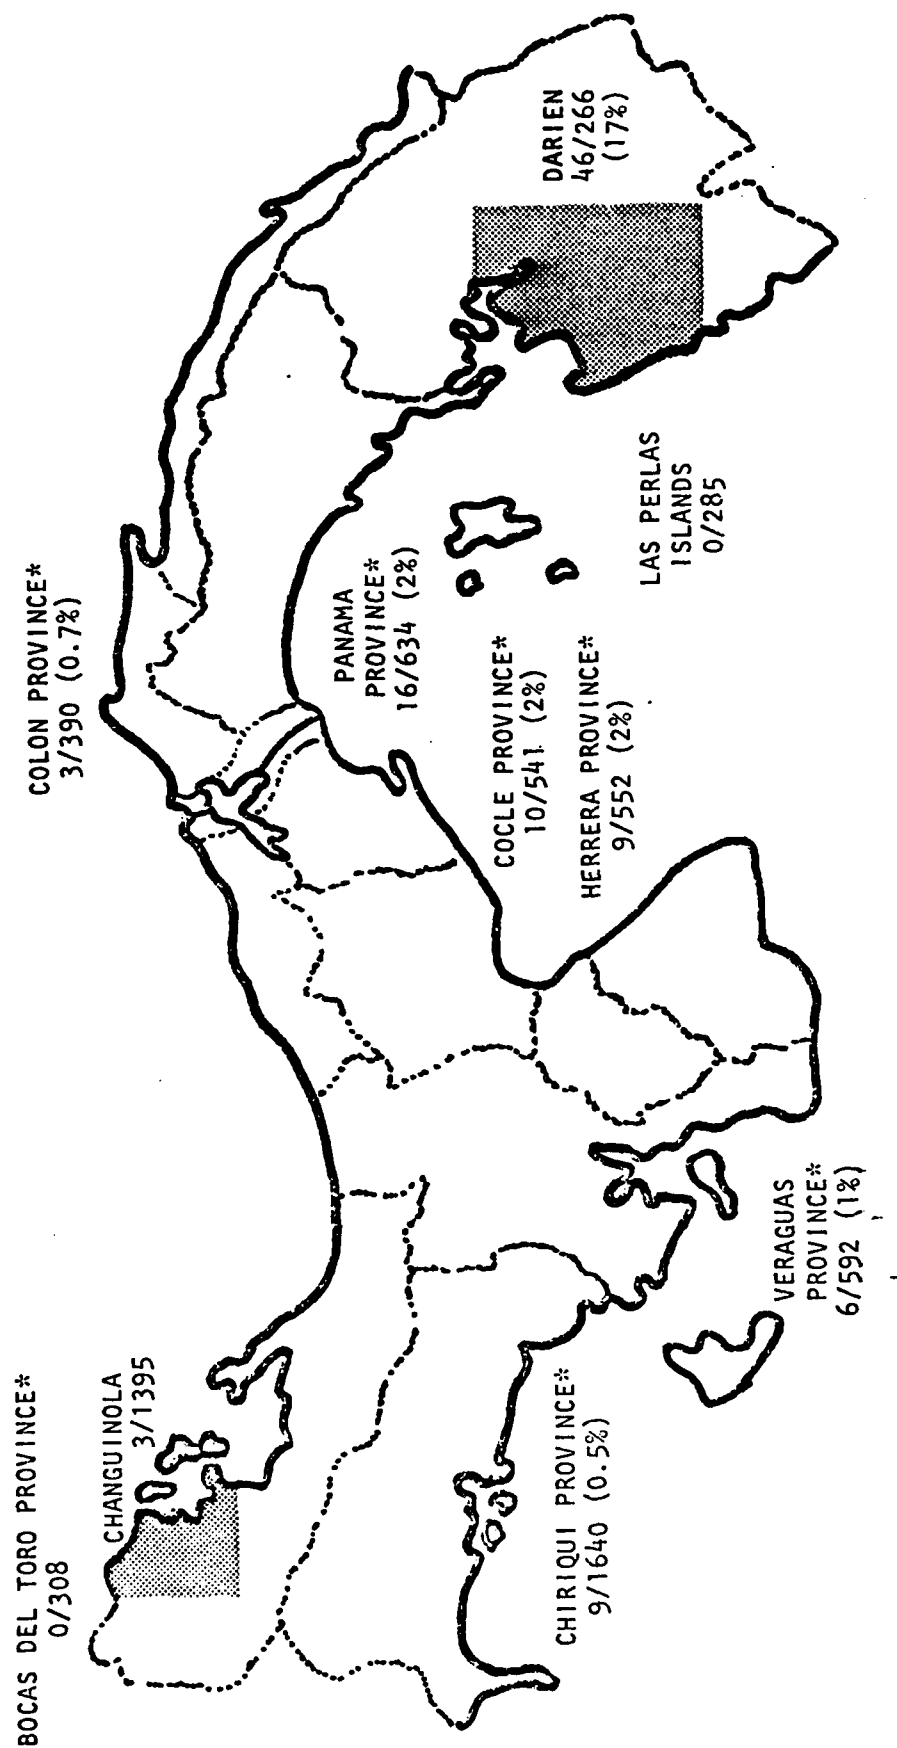 BOCAS DEL TORO PROVINCE*
0/308
CHANGUINOLA
3/1395
COLON PROVINCE*
3/390 (0.7%)
PANAMA
PROVINCE*
16/634 (2%)
DARIEN
46/266
(17%)
COCLE PROVINCE*
10/541 (2%)
HERRERA PROVINCE*
9/552 (2%)
LAS PERLAS
ISLANDS
0/285
CHIRIQUI PROVINCE*
9/1640 (0.5%)
VERAGUAS
PROVINCE*
6/592 (1%)